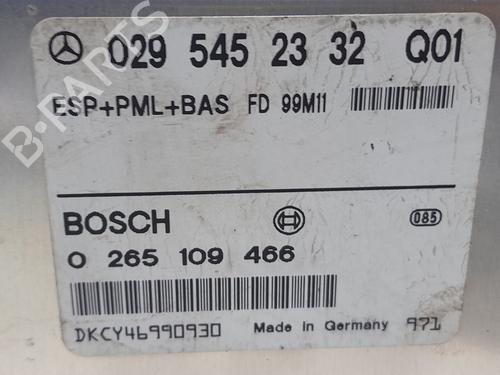 029 545 23 32 Q01
ESP+PML+BAS FD 99M11
BOSCH
085
0 265 109 466
DKCY46990930 Made in Germany 971
B-PARTS